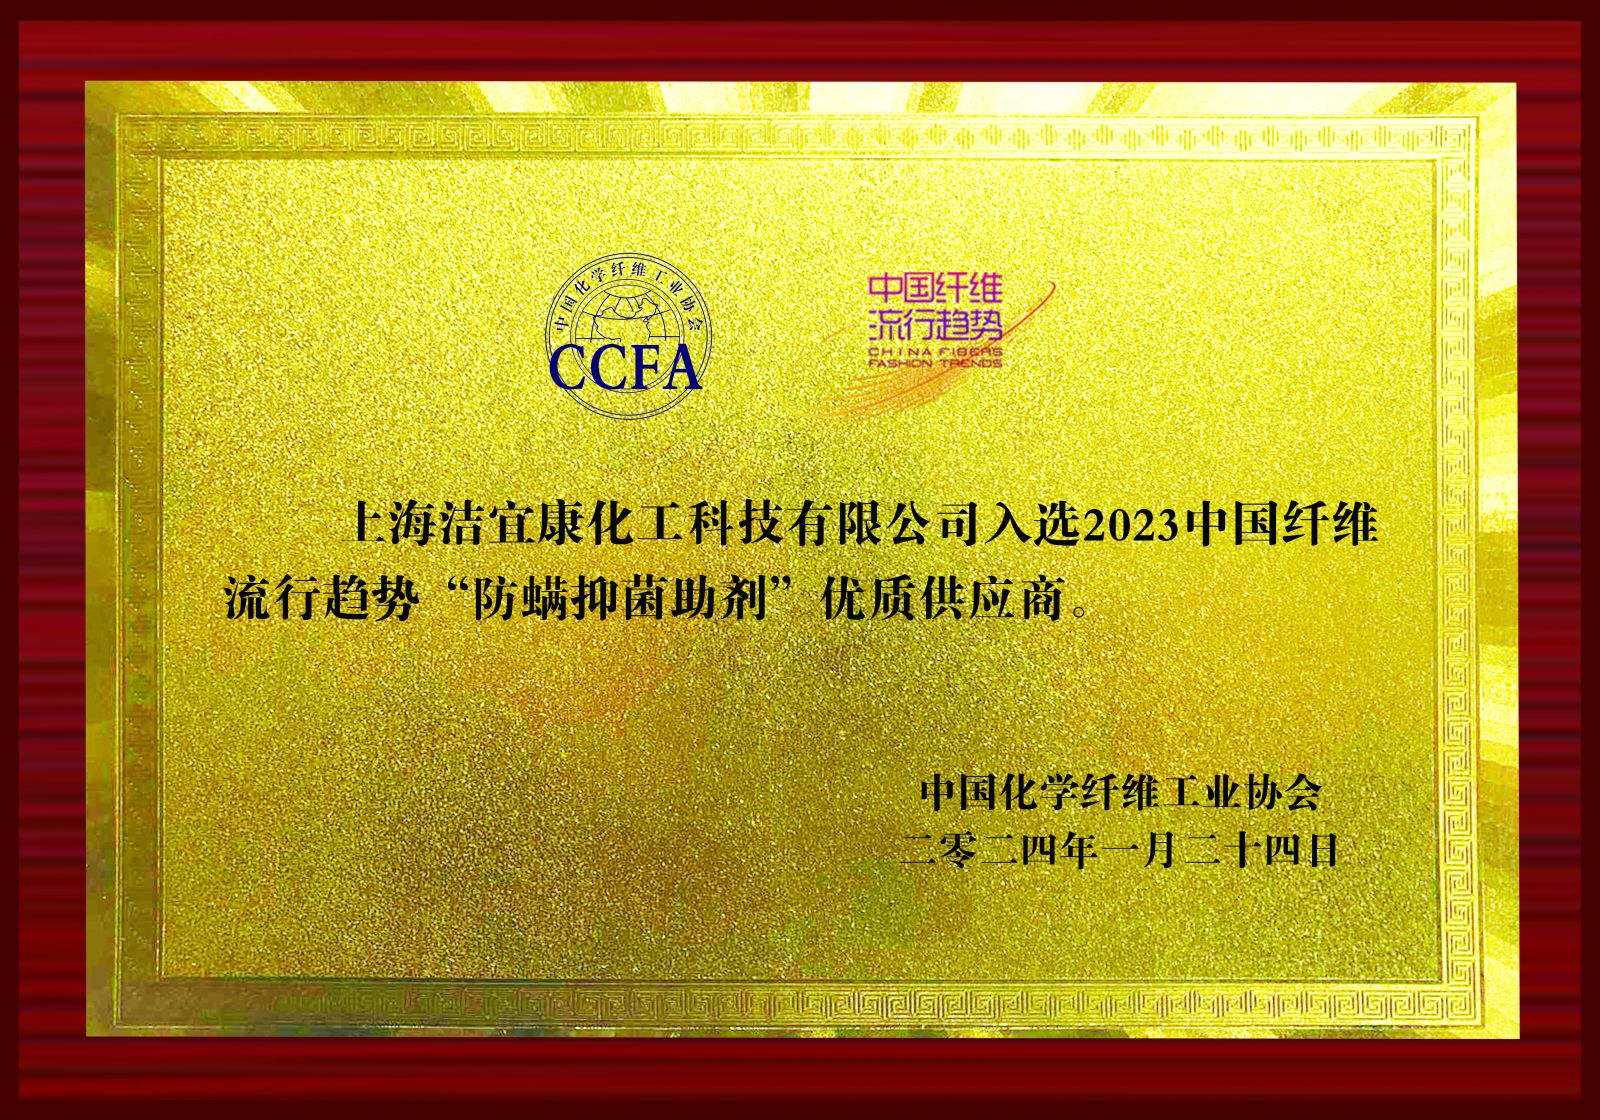 中国化学纤维工业协会
CCFA
中国纤维
流行趋势
CHINA FIBERS
FASHION TRENDS
上海洁宜康化工科技有限公司入选2023中国纤维
流行趋势“防螨抑菌助剂”优质供应商。
中国化学纤维工业协会
二零二四年一月二十四日